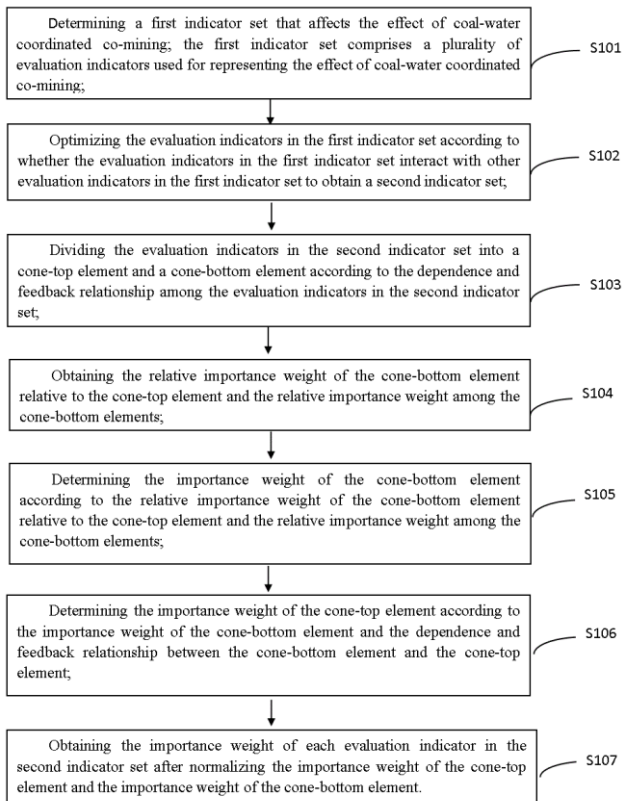 Determining a first indicator set that affects the effect of coal-water
coordinated co-mining; the first indicator set comprises a plurality of
evaluation indicators used for representing the effect of coal-water coordinated
co-mining;
S101
Optimizing the evaluation indicators in the first indicator set according to
whether the evaluation indicators in the first indicator set interact with other
evaluation indicators in the first indicator set to obtain a second indicator set;
S102
Dividing the evaluation indicators in the second indicator set into a
cone-top element and a cone-bottom element according to the dependence and
feedback relationship among the evaluation indicators in the second indicator
set;
S103
Obtaining the relative importance weight of the cone-bottom element
relative to the cone-top element and the relative importance weight among the
cone-bottom elements;
S104
Determining the importance weight of the cone-bottom element
according to the relative importance weight of the cone-bottom element
relative to the cone-top element and the relative importance weight among the
cone-bottom elements;
S105
Determining the importance weight of the cone-top element according to
the importance weight of the cone-bottom element and the dependence and
feedback relationship between the cone-bottom element and the cone-top
element;
S106
Obtaining the importance weight of each evaluation indicator in the
second indicator set after normalizing the importance weight of the cone-top
element and the importance weight of the cone-bottom element.
S107